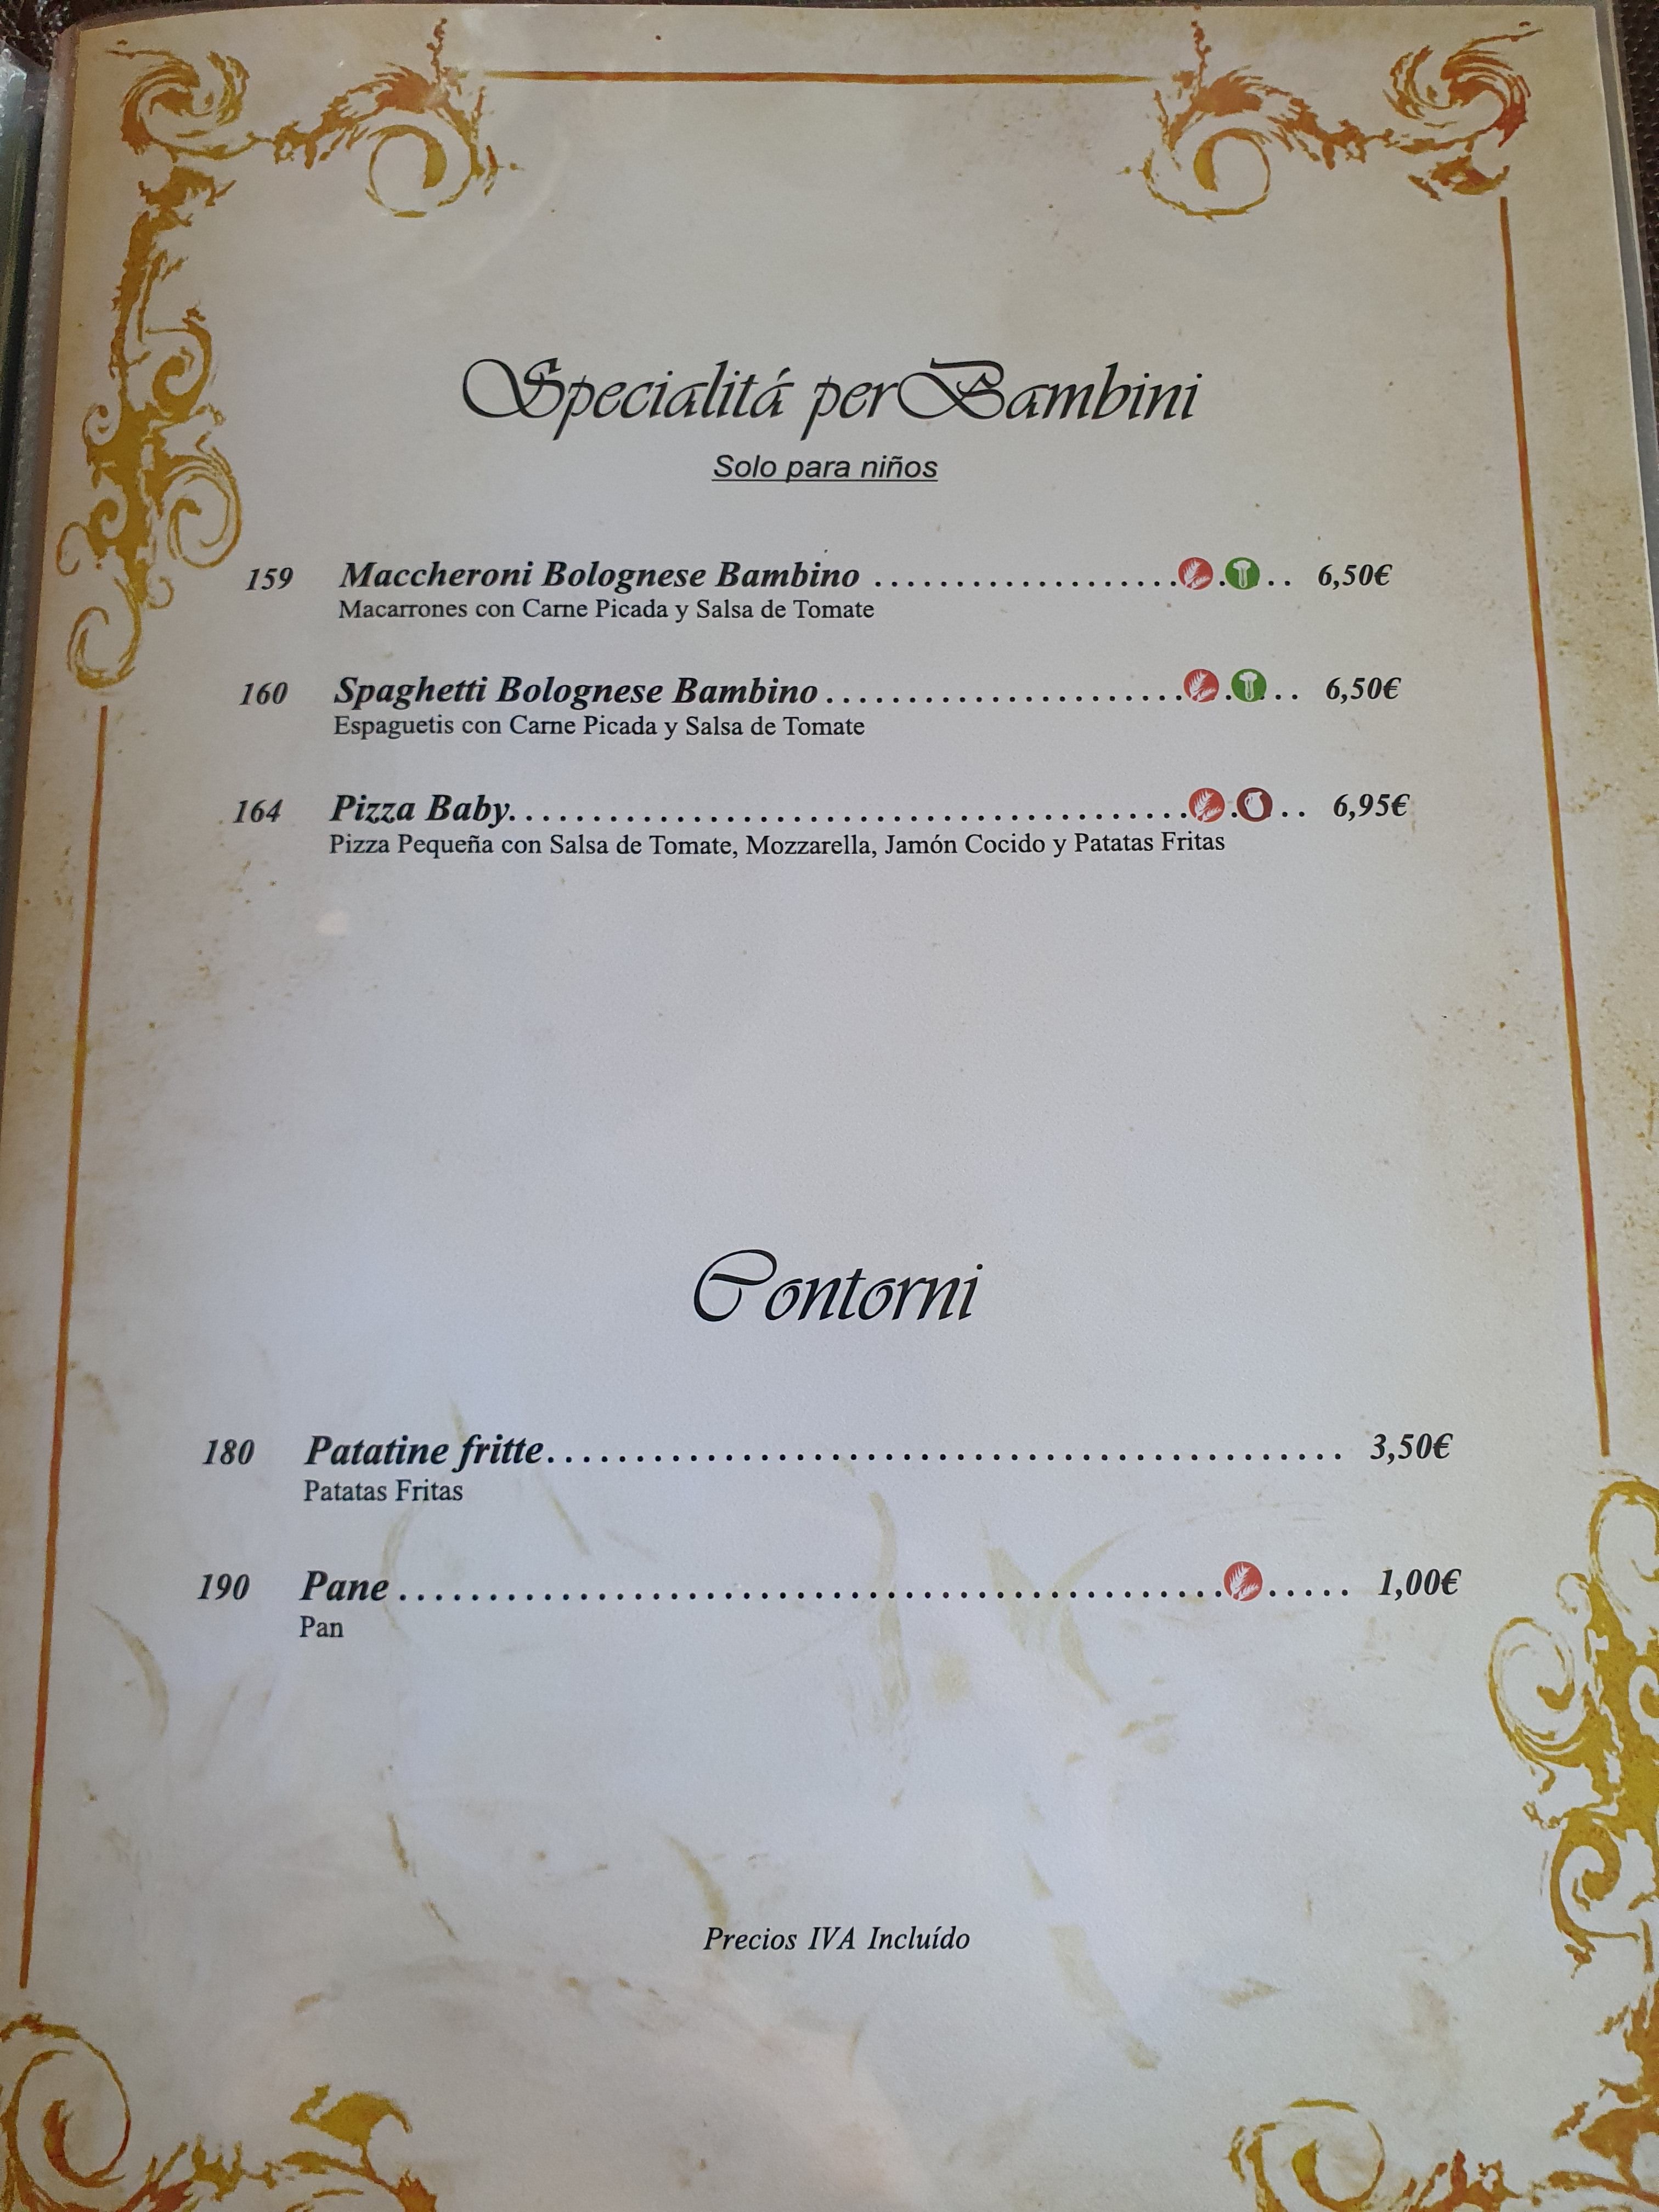 Specialitá per Bambini
Solo para niños
159 Maccheroni Bolognese Bambino 6,50€
Macarrones con Carne Picada y Salsa de Tomate
160 Spaghetti Bolognese Bambino 6,50€
Espaguetis con Carne Picada y Salsa de Tomate
164 Pizza Baby 6,95€
Pizza Pequeña con Salsa de Tomate, Mozzarella, Jamón Cocido y Patatas Fritas
Contorni
180 Patatine fritte 3,50€
Patatas Fritas
190 Pane 1,00€
Pan
Precios IVA Incluído